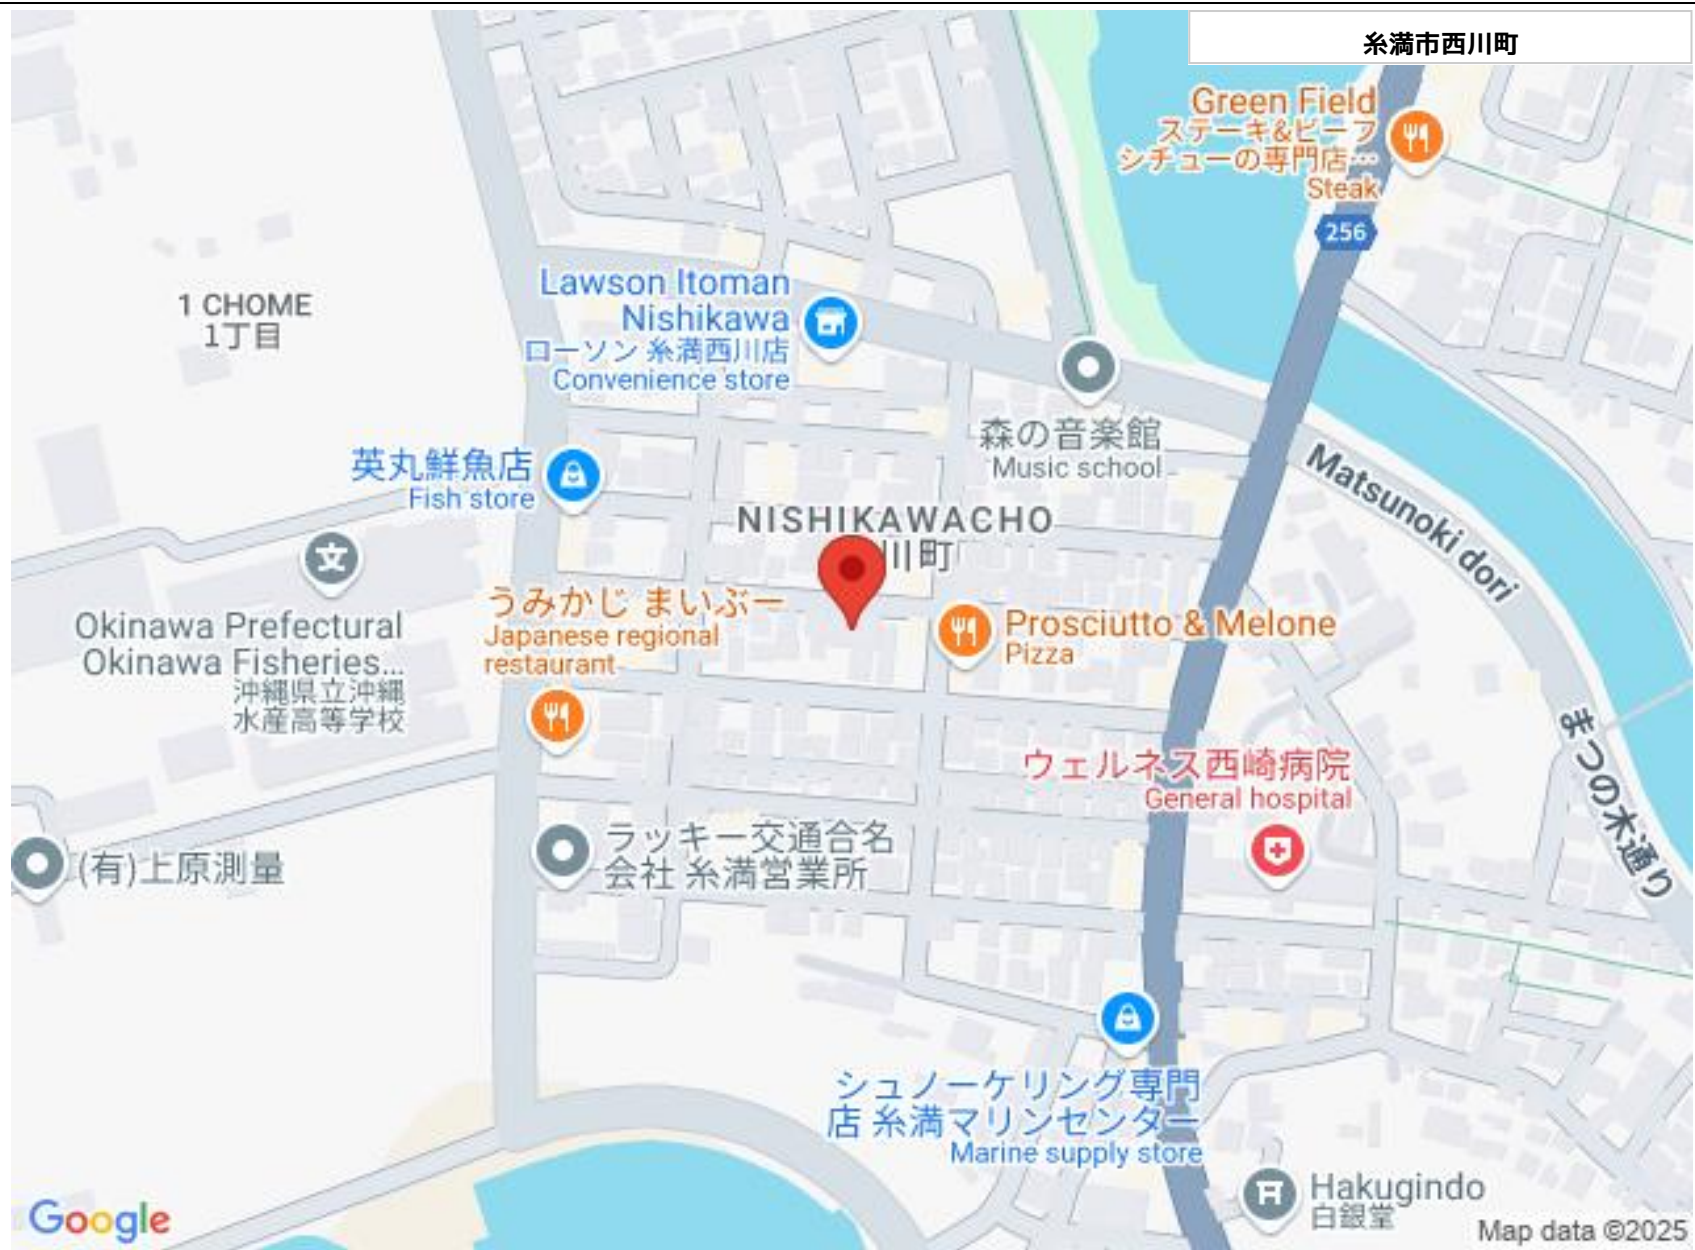 糸満市西川町
Green Field
ステーキ&ビーフ
シチューの専門店…
Steak
256
1 CHOME
1丁目
Lawson Itoman
Nishikawa
ローソン 糸満西川店
Convenience store
森の音楽館
Music school
Matsunoki dori
英丸鮮魚店
Fish store
NISHIKAWACHO
川町
Okinawa Prefectural
Okinawa Fisheries...
沖縄県立沖縄
水産高等学校
うみかじ まいぶー
Japanese regional
restaurant
Prosciutto & Melone
Pizza
まつの木通り
ウェルネス西崎病院
General hospital
ラッキー交通合名
会社 糸満営業所
(有)上原測量
シュノーケリング専門
店 糸満マリンセンター
Marine supply store
Hakugindo
白銀堂
Google
Map data ©2025